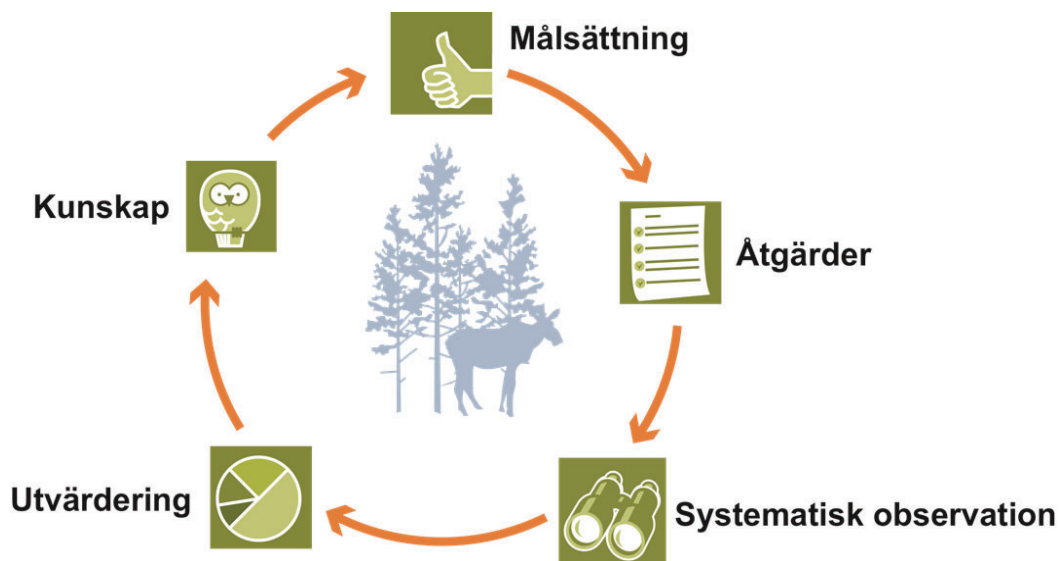 Målsättning
Kunskap
Åtgärder
Utvärdering
Systematisk observation